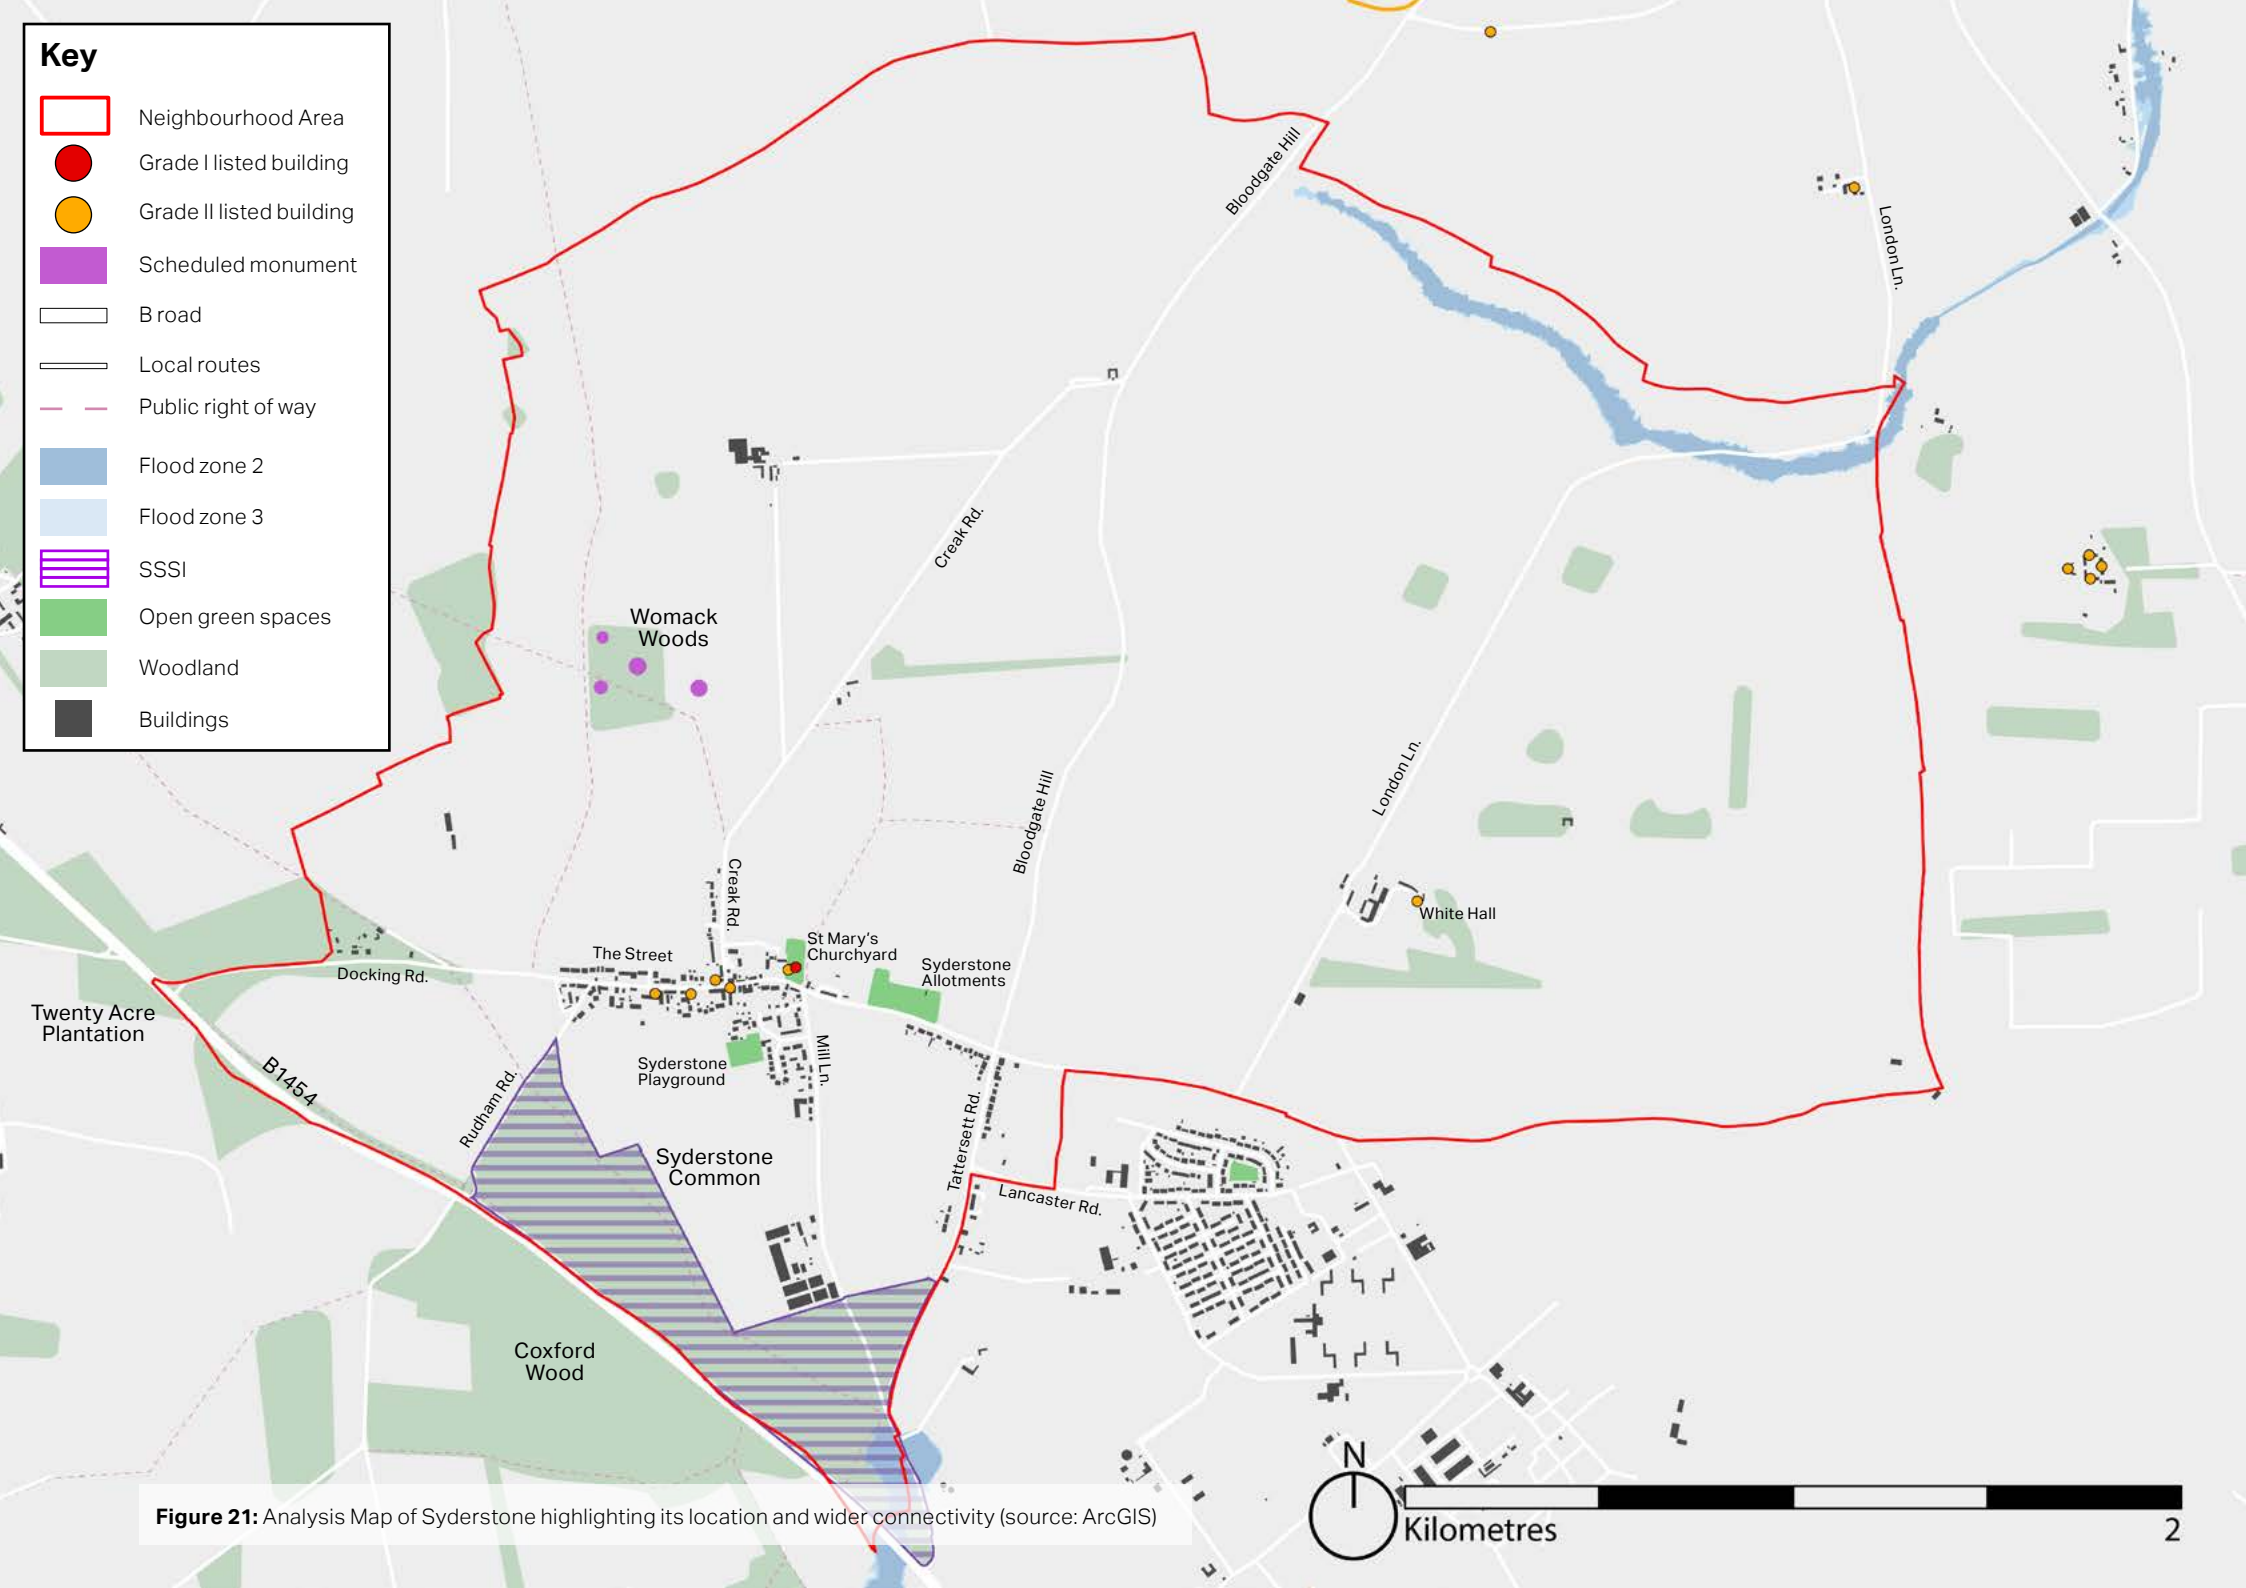 Key
Neighbourhood Area
Grade I listed building
Grade II listed building
Scheduled monument
B road
Local routes
Public right of way
Flood zone 2
Flood zone 3
SSSI
Open green spaces
Woodland
Buildings
Bloodgate Hill
London Ln.
Creak Rd.
Womack
Woods
London Ln.
Bloodgate Hill
Creak Rd.
White Hall
The Street
St Mary's
Churchyard
Syderstone
Allotments
Docking Rd.
Twenty Acre
Plantation
B1454
Rudham Rd.
Syderstone
Playground
Mill Ln.
Syderstone
Common
Tattersett Rd.
Lancaster Rd.
Coxford
Wood
N
Kilometres
2
Figure 21: Analysis Map of Syderstone highlighting its location and wider connectivity (source: ArcGIS)